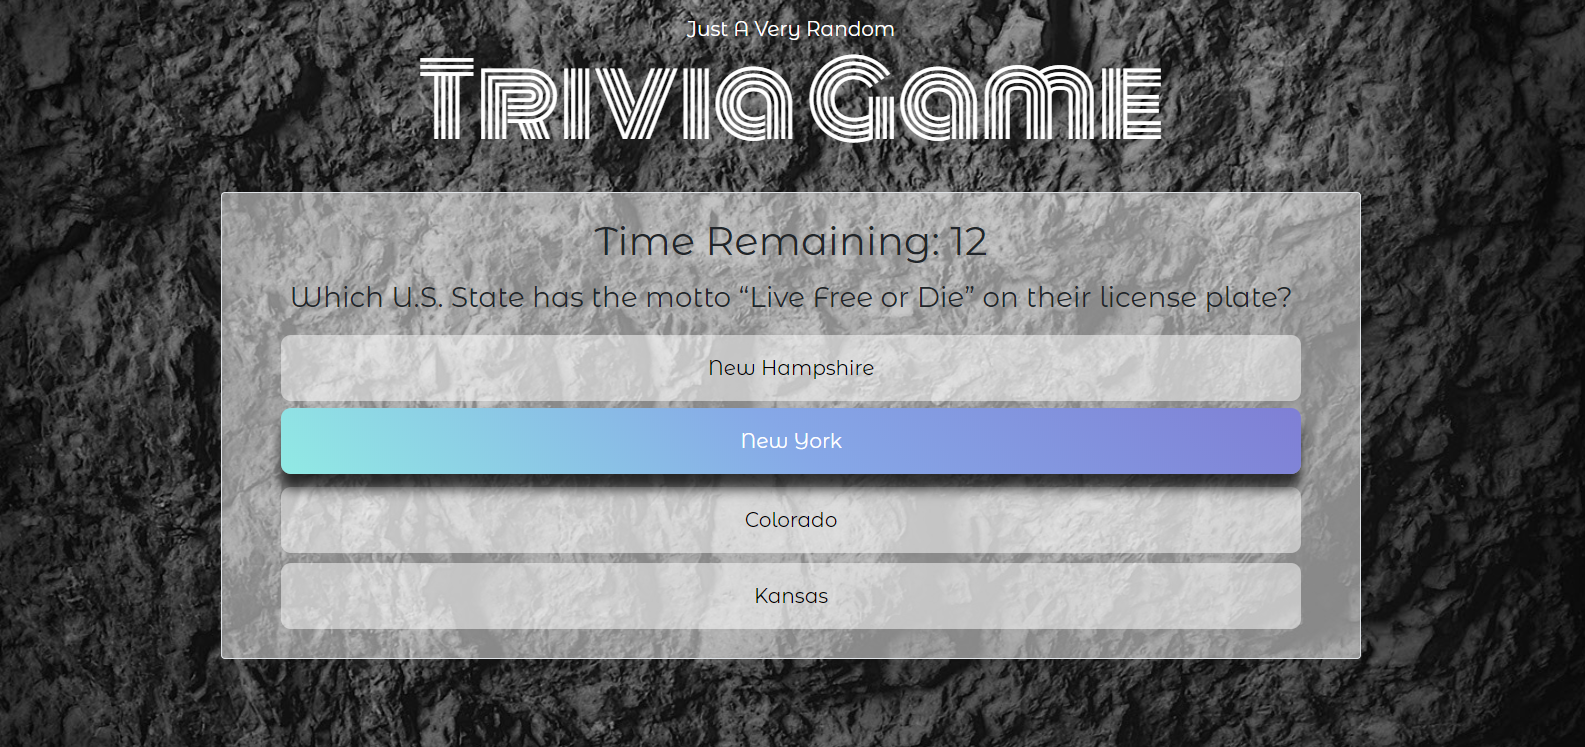 Just A Very Random
Trivia Game
Time Remaining: 12
Which U.S. State has the motto “Live Free or Die” on their license plate?
New Hampshire
New York
Colorado
Kansas